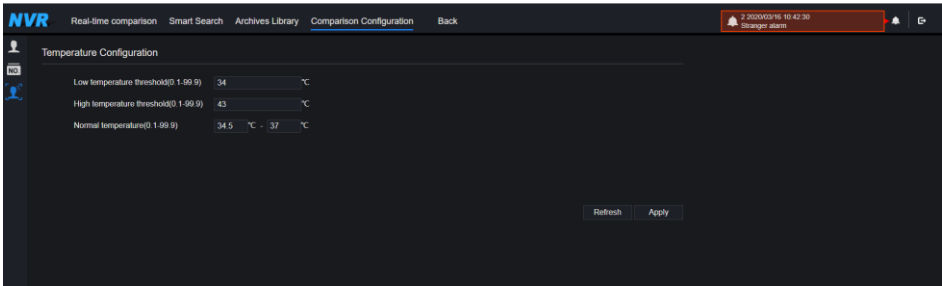 NVR Real-time comparison Smart Search Archives Library Comparison Configuration Back
2 2020/03/16 10:42:30
Stranger alarm
NO.
Temperature Configuration
Low temperature threshold(0.1-99.9) 34 ℃
High temperature threshold(0.1-99.9) 43 ℃
Normal temperature(0.1-99.9) 34.5 ℃ - 37 ℃
Refresh Apply